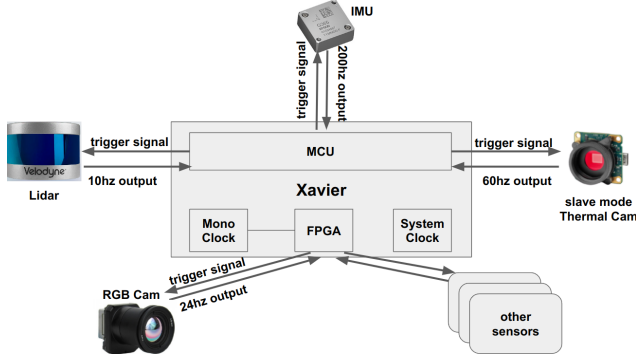 IMU
trigger signal
200hz output
trigger signal
MCU
trigger signal
Velodyne
10hz output
60hz output
Lidar
Xavier
slave mode
Thermal Cam
Mono
Clock
FPGA
System
Clock
trigger signal
RGB Cam
24hz output
other
sensors